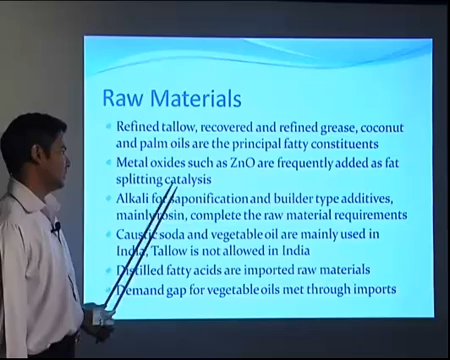 Raw Materials
Refined tallow, recovered and refined grease, coconut
and palm oils are the principal fatty constituents
Metal oxides such as ZnO are frequently added as fat
splitting catalysis
Alkali for saponification and builder type additives,
mainly rosin, complete the raw material requirements
Caustic soda and vegetable oil are mainly used in
India, Tallow is not allowed in India
Distilled fatty acids are imported raw materials
Demand gap for vegetable oils met through imports